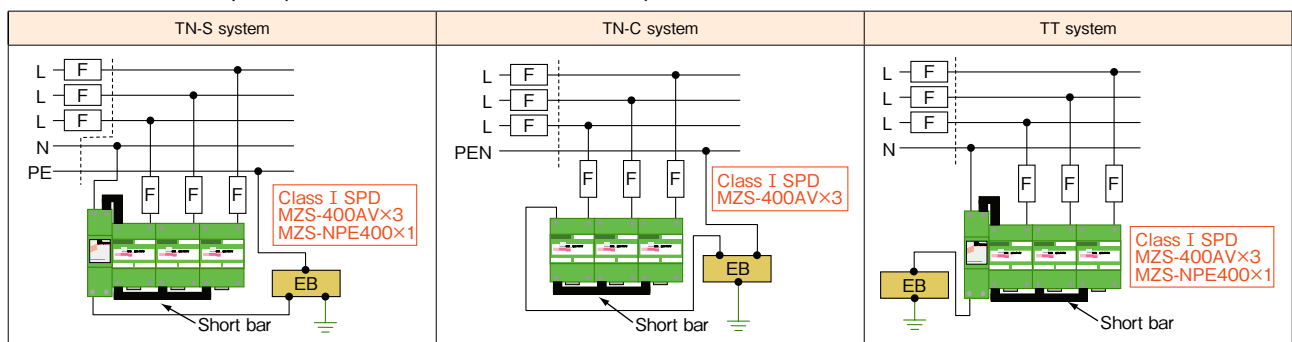 TN-S system
L F
L F
L F
N
PE
F F F
Class I SPD
MZS-400AV×3
MZS-NPE400×1
EB
Short bar
TN-C system
L F
L F
L F
PEN
F F F
Class I SPD
MZS-400AV×3
EB
Short bar
TT system
L F
L F
L F
N
F F F
Class I SPD
MZS-400AV×3
MZS-NPE400×1
EB
Short bar